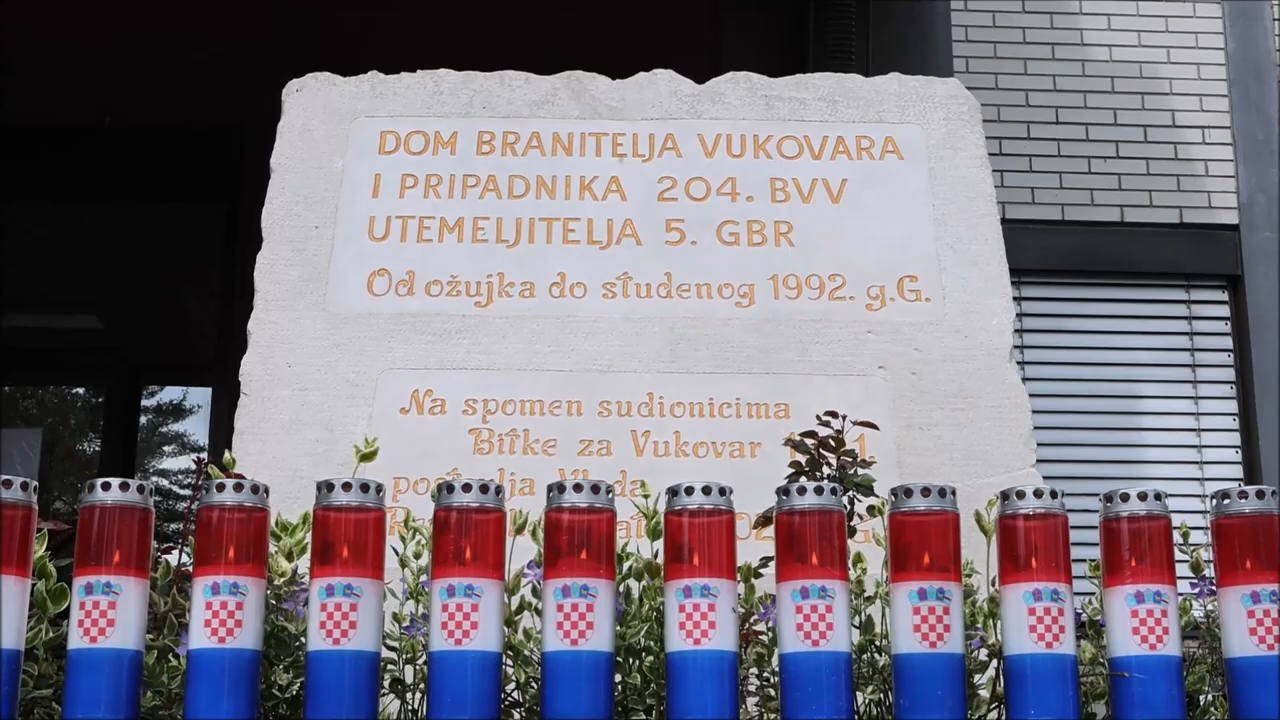 DOM BRANITELJA VUKOVARA
I PRIPADNIKA 204. BVV
UTEMELJITELJA 5. GBR
Od ožujka do studenog 1992. g.G.
Na spomen sudionicima
Bitke za Vukovar